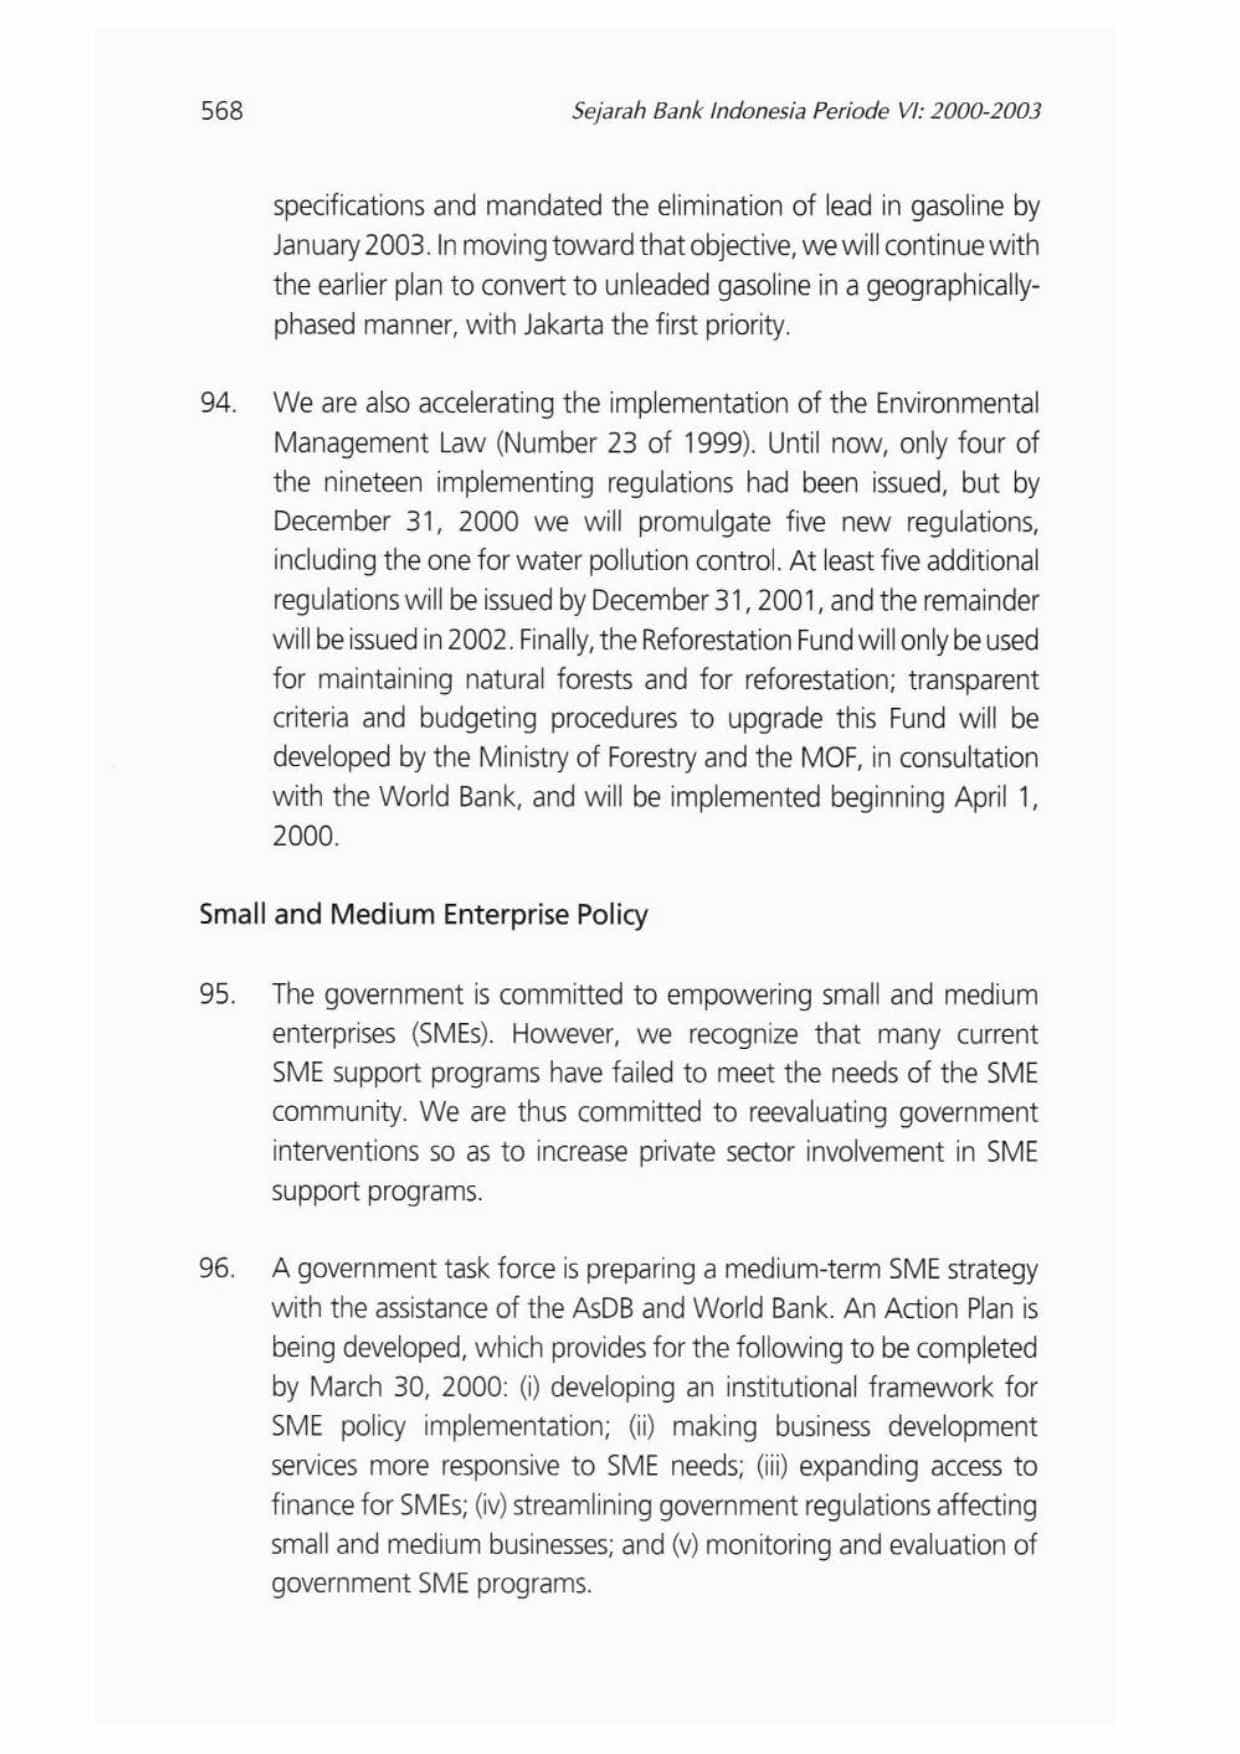 568
Sejarah Bank Indonesia Periode VI: 2000-2003
specifications and mandated the elimination of lead in gasoline by
January 2003. In moving toward that objective, we will continue with
the earlier plan to convert to unleaded gasoline in a geographically-
phased manner, with Jakarta the first priority.
94. We are also accelerating the implementation of the Environmental
Management Law (Number 23 of 1999). Until now, only four of
the nineteen implementing regulations had been issued, but by
December 31, 2000 we will promulgate five new regulations,
including the one for water pollution control. At least five additional
regulations will be issued by December 31, 2001, and the remainder
will be issued in 2002. Finally, the Reforestation Fund will only be used
for maintaining natural forests and for reforestation; transparent
criteria and budgeting procedures to upgrade this Fund will be
developed by the Ministry of Forestry and the MOF, in consultation
with the World Bank, and will be implemented beginning April 1,
2000.
Small and Medium Enterprise Policy
95. The government is committed to empowering small and medium
enterprises (SMEs). However, we recognize that many current
SME support programs have failed to meet the needs of the SME
community. We are thus committed to reevaluating government
interventions so as to increase private sector involvement in SME
support programs.
96. A government task force is preparing a medium-term SME strategy
with the assistance of the AsDB and World Bank. An Action Plan is
being developed, which provides for the following to be completed
by March 30, 2000: (i) developing an institutional framework for
SME policy implementation; (ii) making business development
services more responsive to SME needs; (iii) expanding access to
finance for SMEs; (iv) streamlining government regulations affecting
small and medium businesses; and (v) monitoring and evaluation of
government SME programs.